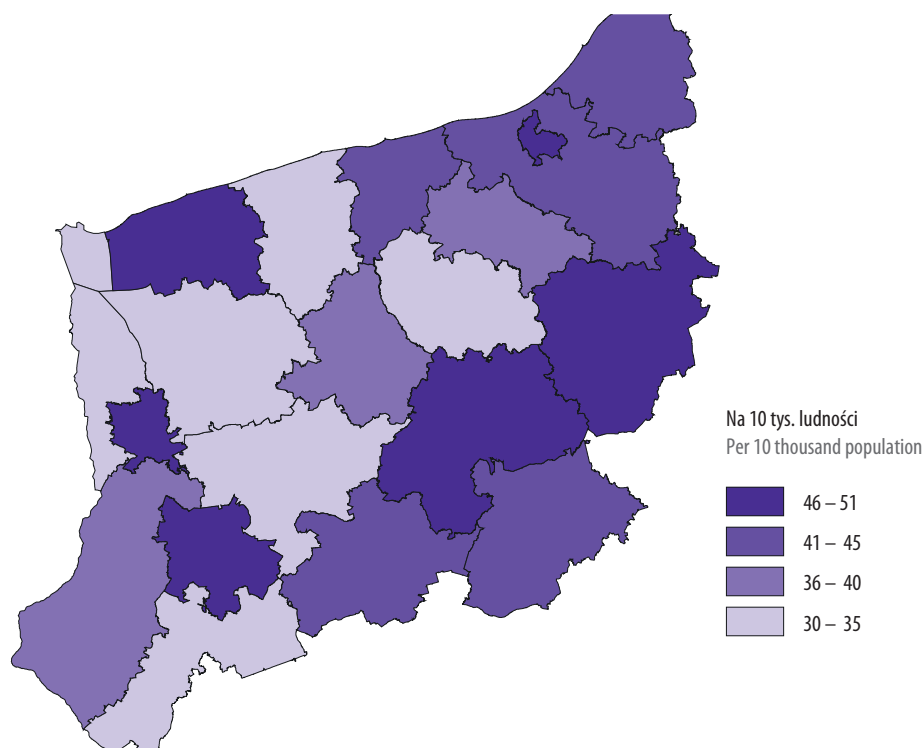 Na 10 tys. ludności
Per 10 thousand population
46 – 51
41 – 45
36 – 40
30 – 35